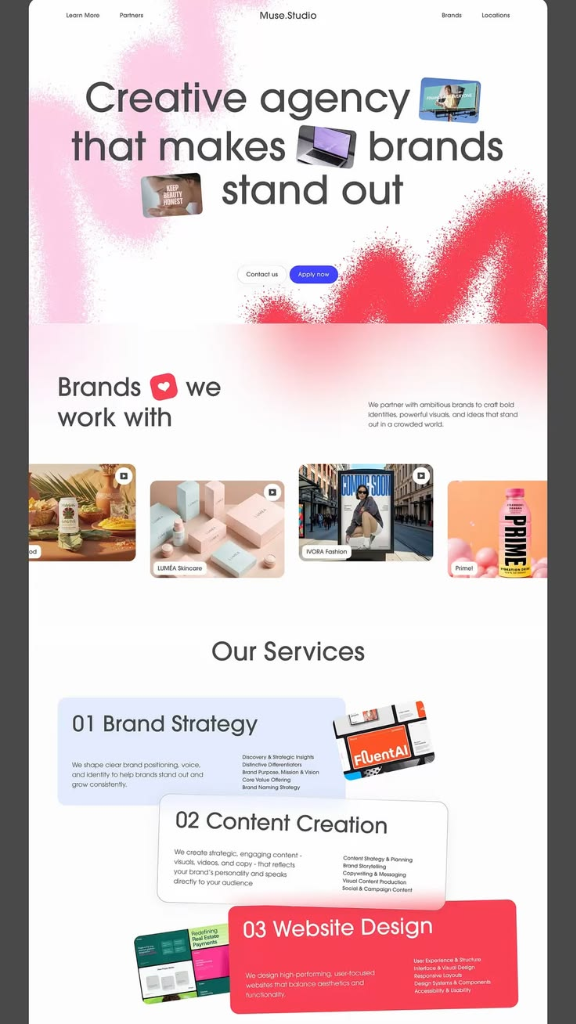 Learn More
Partners
Muse.Studio
Brands
Locations
Creative agency
that makes brands
stand out
KEEP
BEAUTY
HONEST
Contact us
Apply now
Brands we
work with
We partner with ambitious brands to craft bold
identities, powerful visuals, and ideas that stand
out in a crowded world.
od
LUMÉA Skincare
COMING SOON
IVORA Fashion
PRIME
Prime!
Our Services
01 Brand Strategy
We shape clear brand positioning, voice,
and identity to help brands stand out and
grow consistently.
Discovery & Strategic Insights
Distinctive Differentiators
Brand Purpose, Mission & Vision
Core Value Offering
Brand Naming Strategy
FluentAI
02 Content Creation
We create strategic, engaging content -
visuals, videos, and copy - that reflects
your brand's personality and speaks
directly to your audience
Content Strategy & Planning
Brand Storytelling
Copywriting & Messaging
Visual Content Production
Social & Campaign Content
Redefining
Real Estate
Payments
03 Website Design
We design high-performing, user-focused
websites that balance aesthetics and
functionality.
User Experience & Structure
Interface & Visual Design
Responsive Layouts
Design Systems & Components
Accessibility & Usability